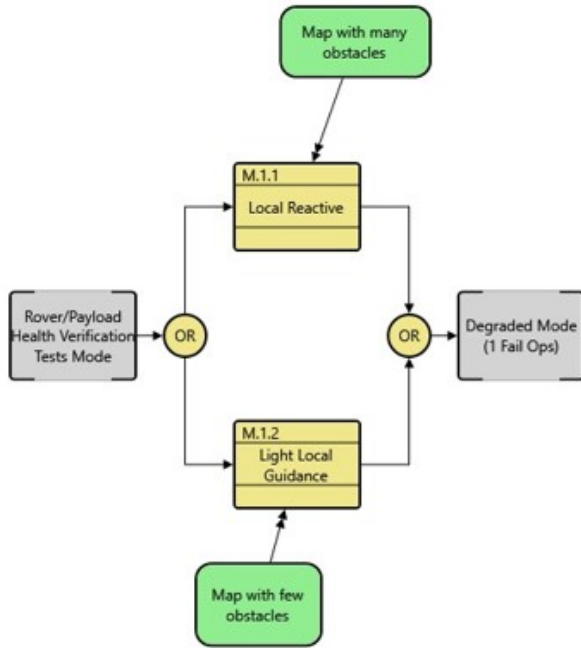 Map with many
obstacles
M.1.1
Local Reactive
Rover/Payload
Health Verification
Tests Mode
OR
OR
Degraded Mode
(1 Fail Ops)
M.1.2
Light Local
Guidance
Map with few
obstacles